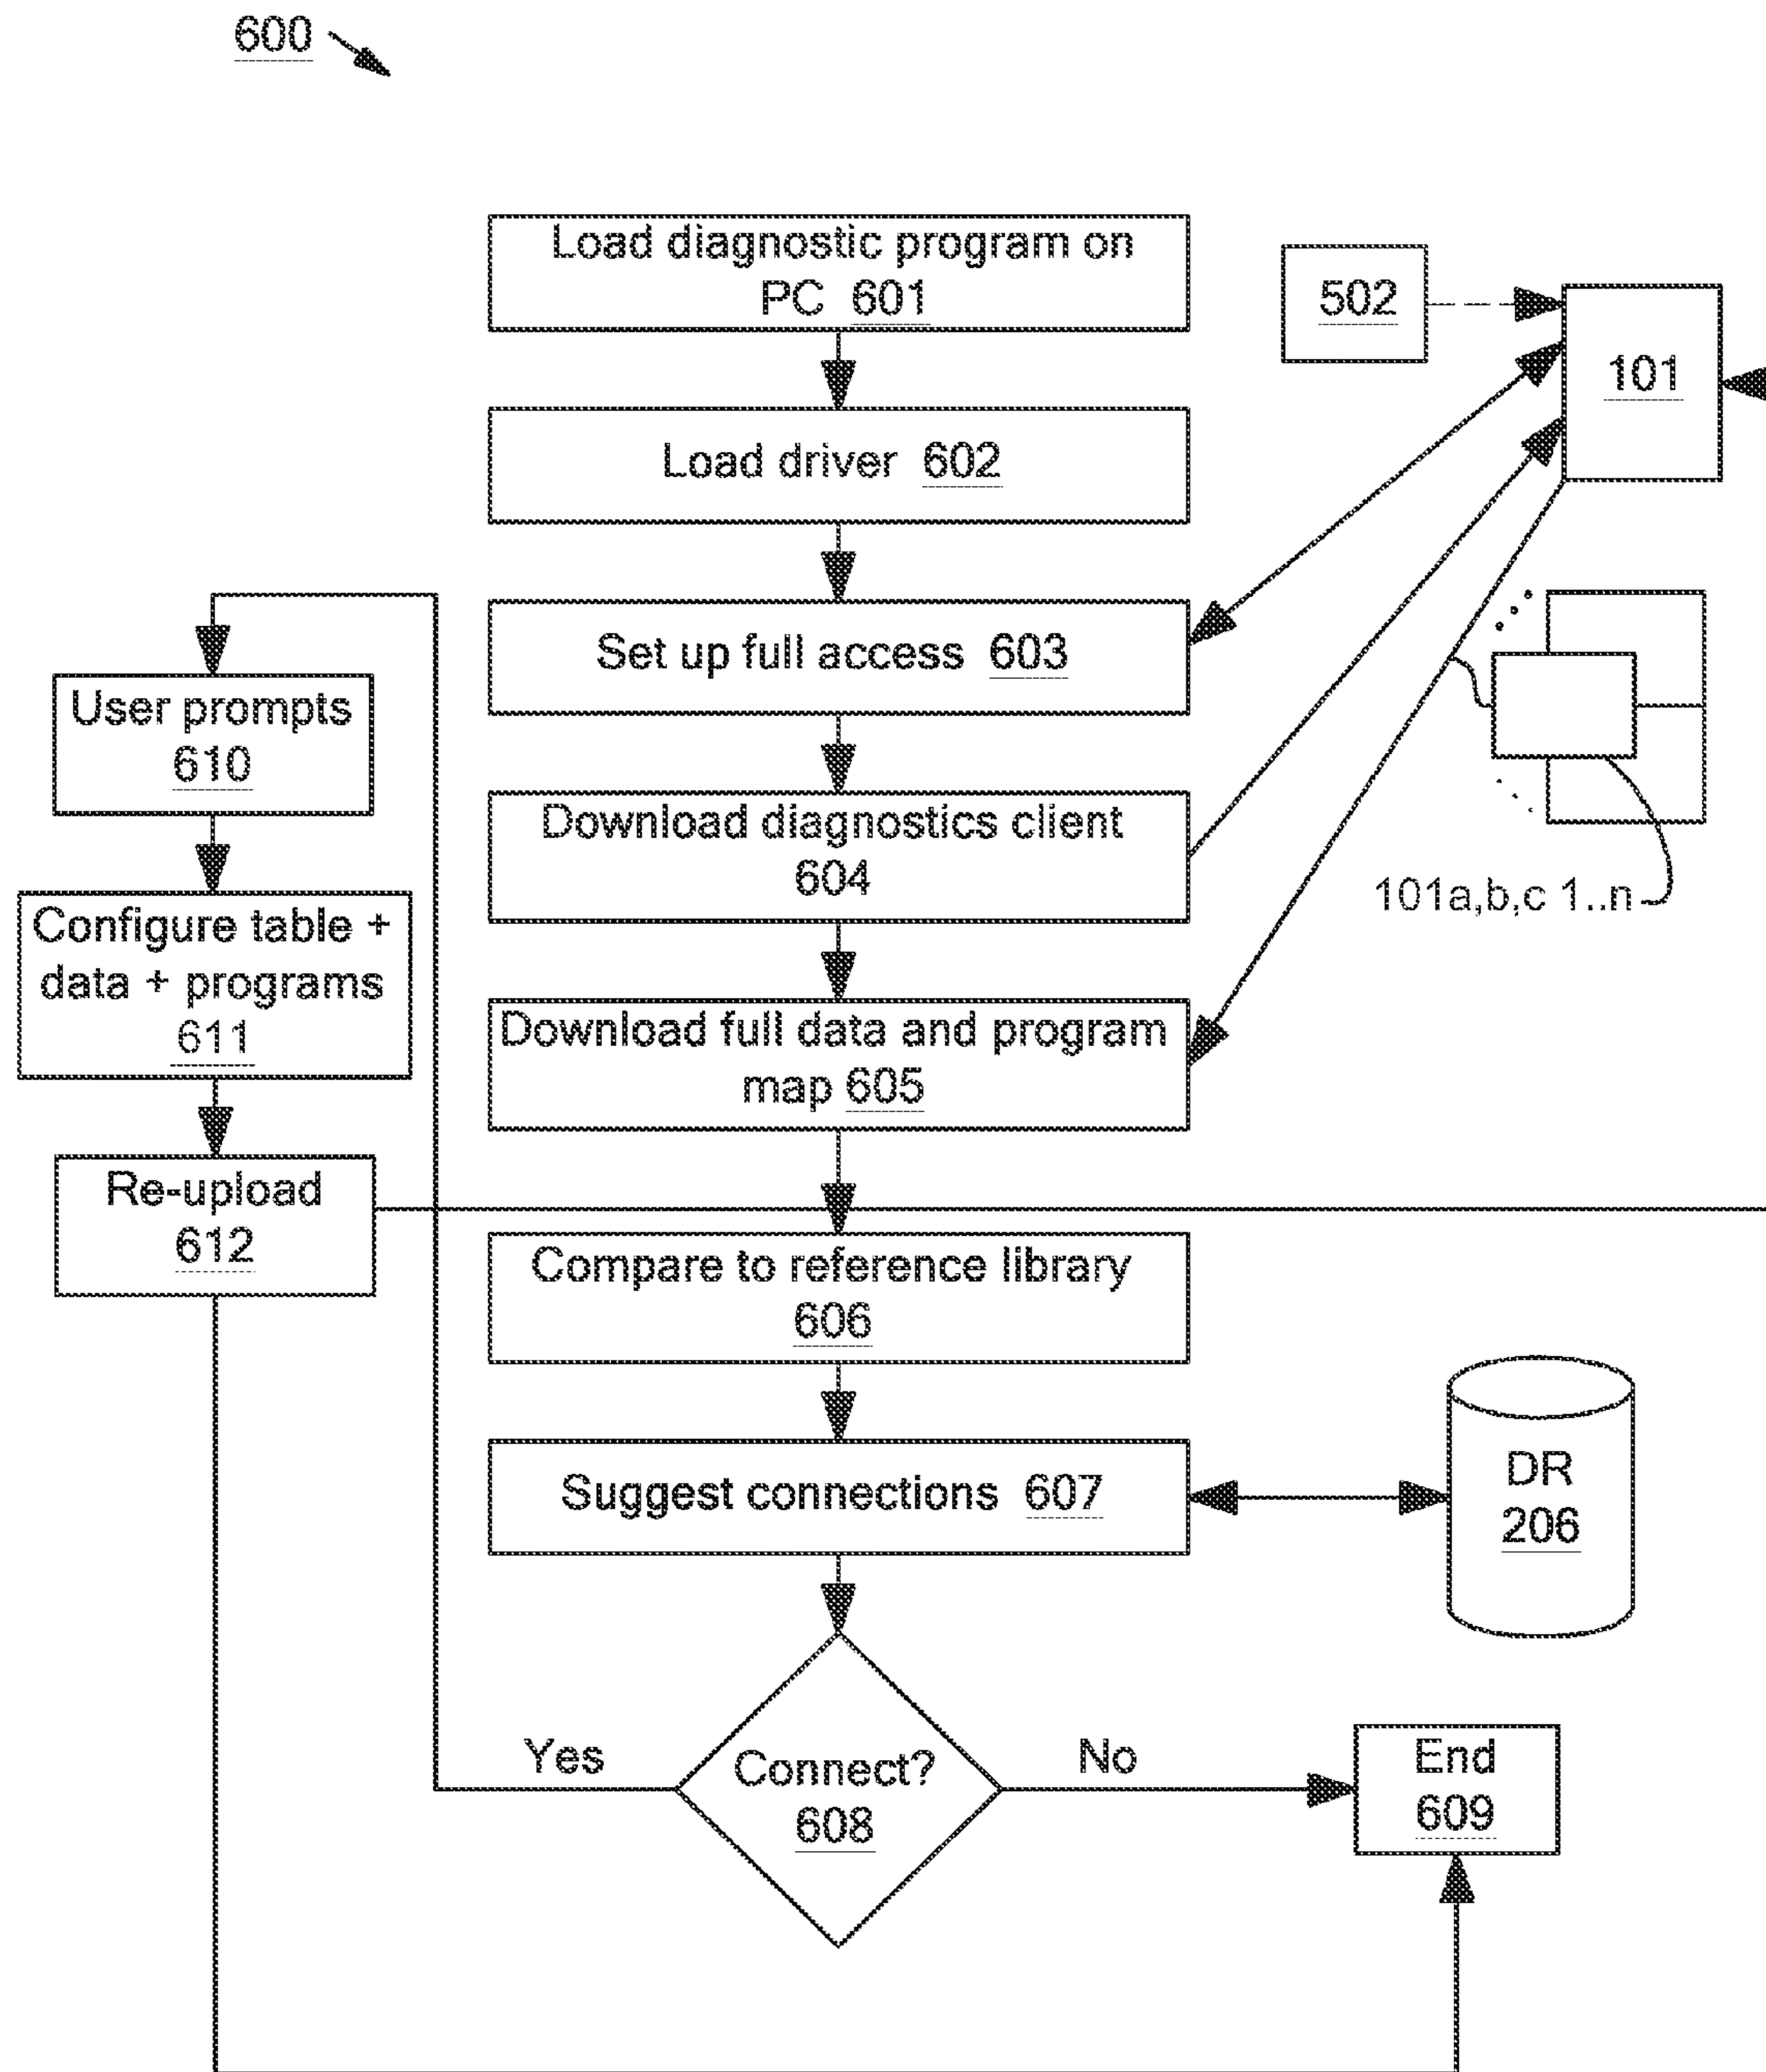 600
Load diagnostic program on
PC 601
502
101
Load driver 602
Set up full access 603
User prompts
610
Download diagnostics client
604
101a,b,c 1..n
Configure table +
data + programs
611
Download full data and program
map 605
Re-upload
612
Compare to reference library
606
Suggest connections 607
DR
206
Yes
Connect?
608
No
End
609